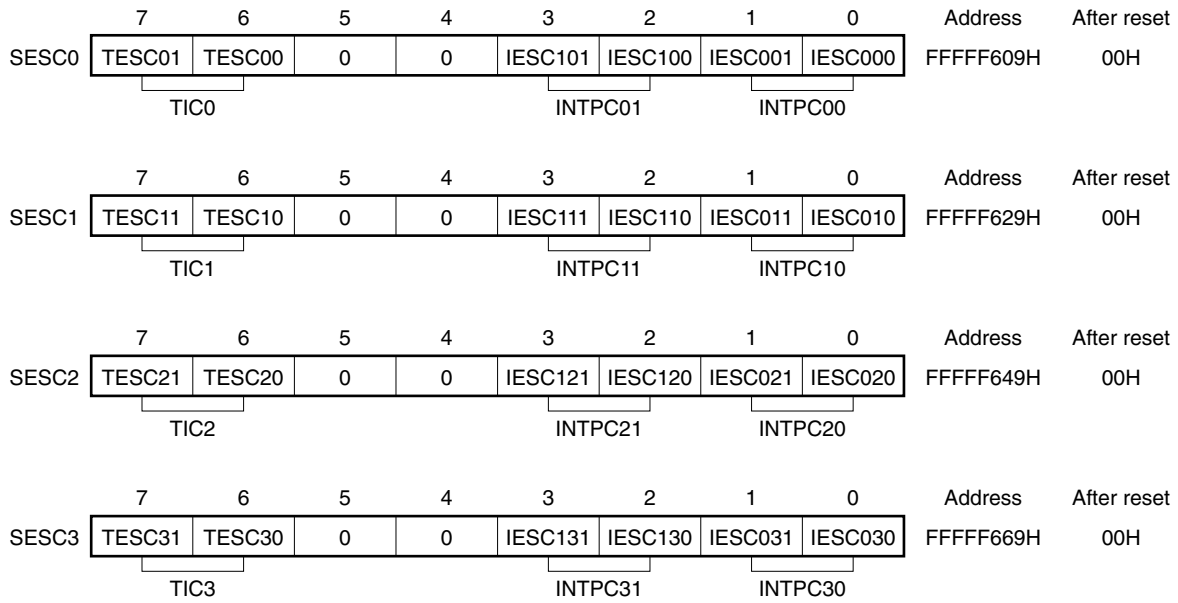 7 6 5 4 3 2 1 0 Address After reset
SESC0 TESC01 TESC00 0 0 IESC101 IESC100 IESC001 IESC000 FFFFF609H 00H
TIC0 INTPC01 INTPC00
7 6 5 4 3 2 1 0 Address After reset
SESC1 TESC11 TESC10 0 0 IESC111 IESC110 IESC011 IESC010 FFFFF629H 00H
TIC1 INTPC11 INTPC10
7 6 5 4 3 2 1 0 Address After reset
SESC2 TESC21 TESC20 0 0 IESC121 IESC120 IESC021 IESC020 FFFFF649H 00H
TIC2 INTPC21 INTPC20
7 6 5 4 3 2 1 0 Address After reset
SESC3 TESC31 TESC30 0 0 IESC131 IESC130 IESC031 IESC030 FFFFF669H 00H
TIC3 INTPC31 INTPC30